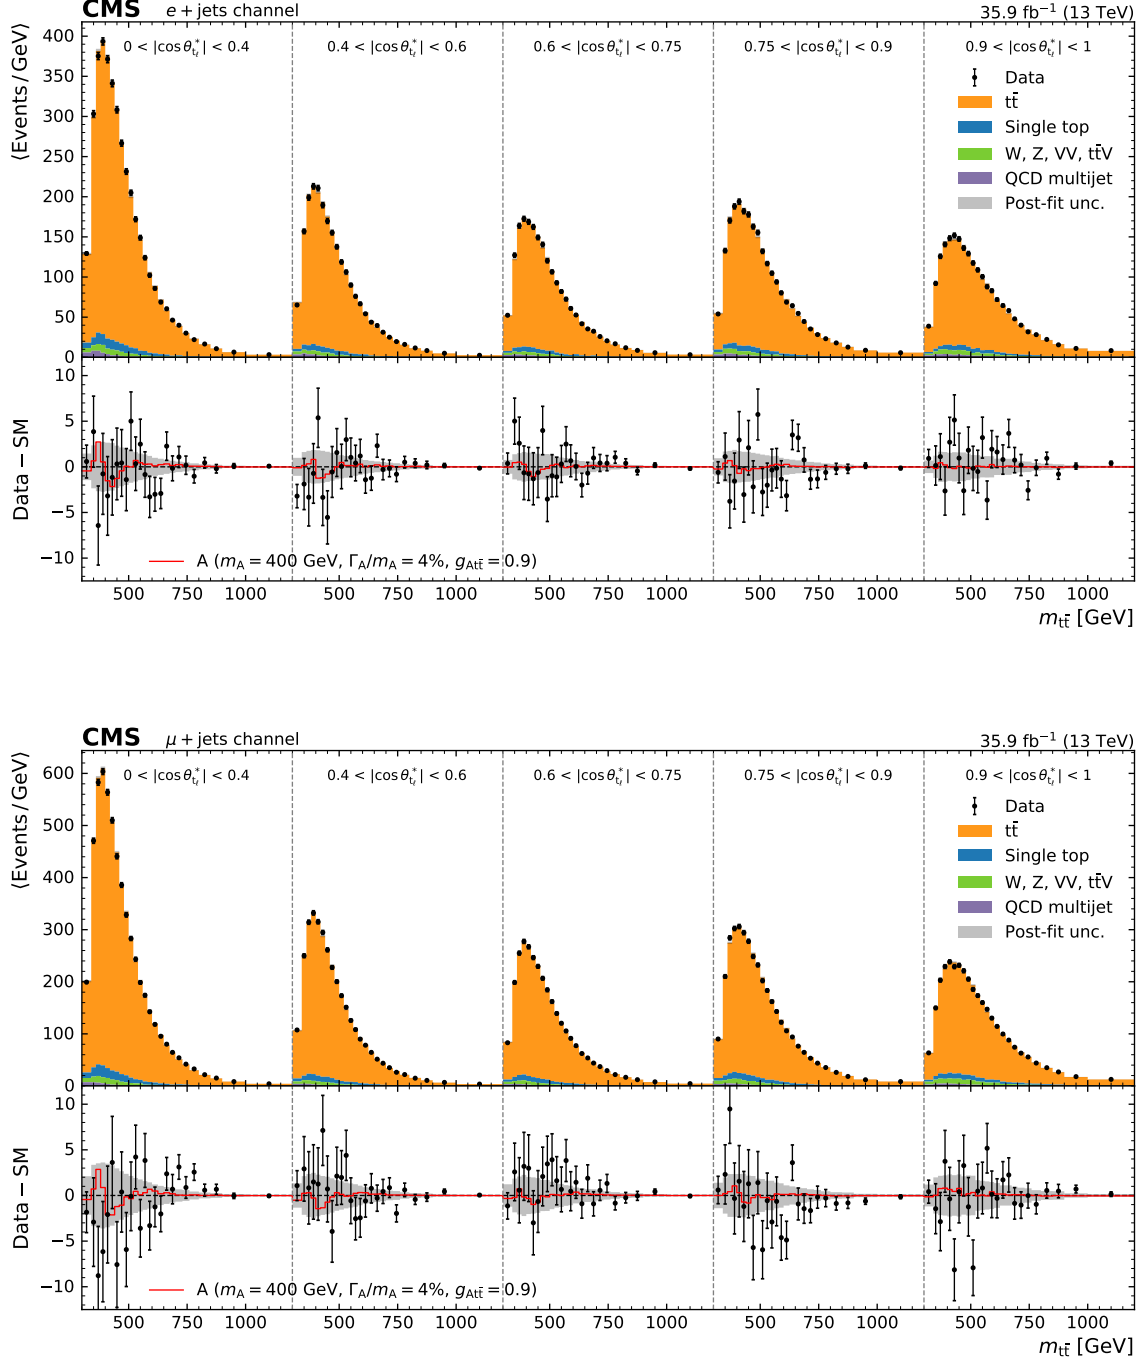 CMS e + jets channel 35.9 fb⁻¹ (13 TeV)
0 < |cos θ*tℓ| < 0.4 0.4 < |cos θ*tℓ| < 0.6 0.6 < |cos θ*tℓ| < 0.75 0.75 < |cos θ*tℓ| < 0.9 0.9 < |cos θ*tℓ| < 1
⟨Events / GeV⟩
400
350
300
250
200
150
100
50
0
Data
tt̄
Single top
W, Z, VV, tt̄V
QCD multijet
Post-fit unc.
Data − SM
10
5
0
−5
−10
A (mA = 400 GeV, ΓA/mA = 4%, gAtt̄ = 0.9)
500 750 1000 500 750 1000 500 750 1000 500 750 1000 500 750 1000
mtt̄ [GeV]
CMS μ + jets channel 35.9 fb⁻¹ (13 TeV)
0 < |cos θ*tℓ| < 0.4 0.4 < |cos θ*tℓ| < 0.6 0.6 < |cos θ*tℓ| < 0.75 0.75 < |cos θ*tℓ| < 0.9 0.9 < |cos θ*tℓ| < 1
⟨Events / GeV⟩
600
500
400
300
200
100
0
Data
tt̄
Single top
W, Z, VV, tt̄V
QCD multijet
Post-fit unc.
Data − SM
10
5
0
−5
−10
A (mA = 400 GeV, ΓA/mA = 4%, gAtt̄ = 0.9)
500 750 1000 500 750 1000 500 750 1000 500 750 1000 500 750 1000
mtt̄ [GeV]